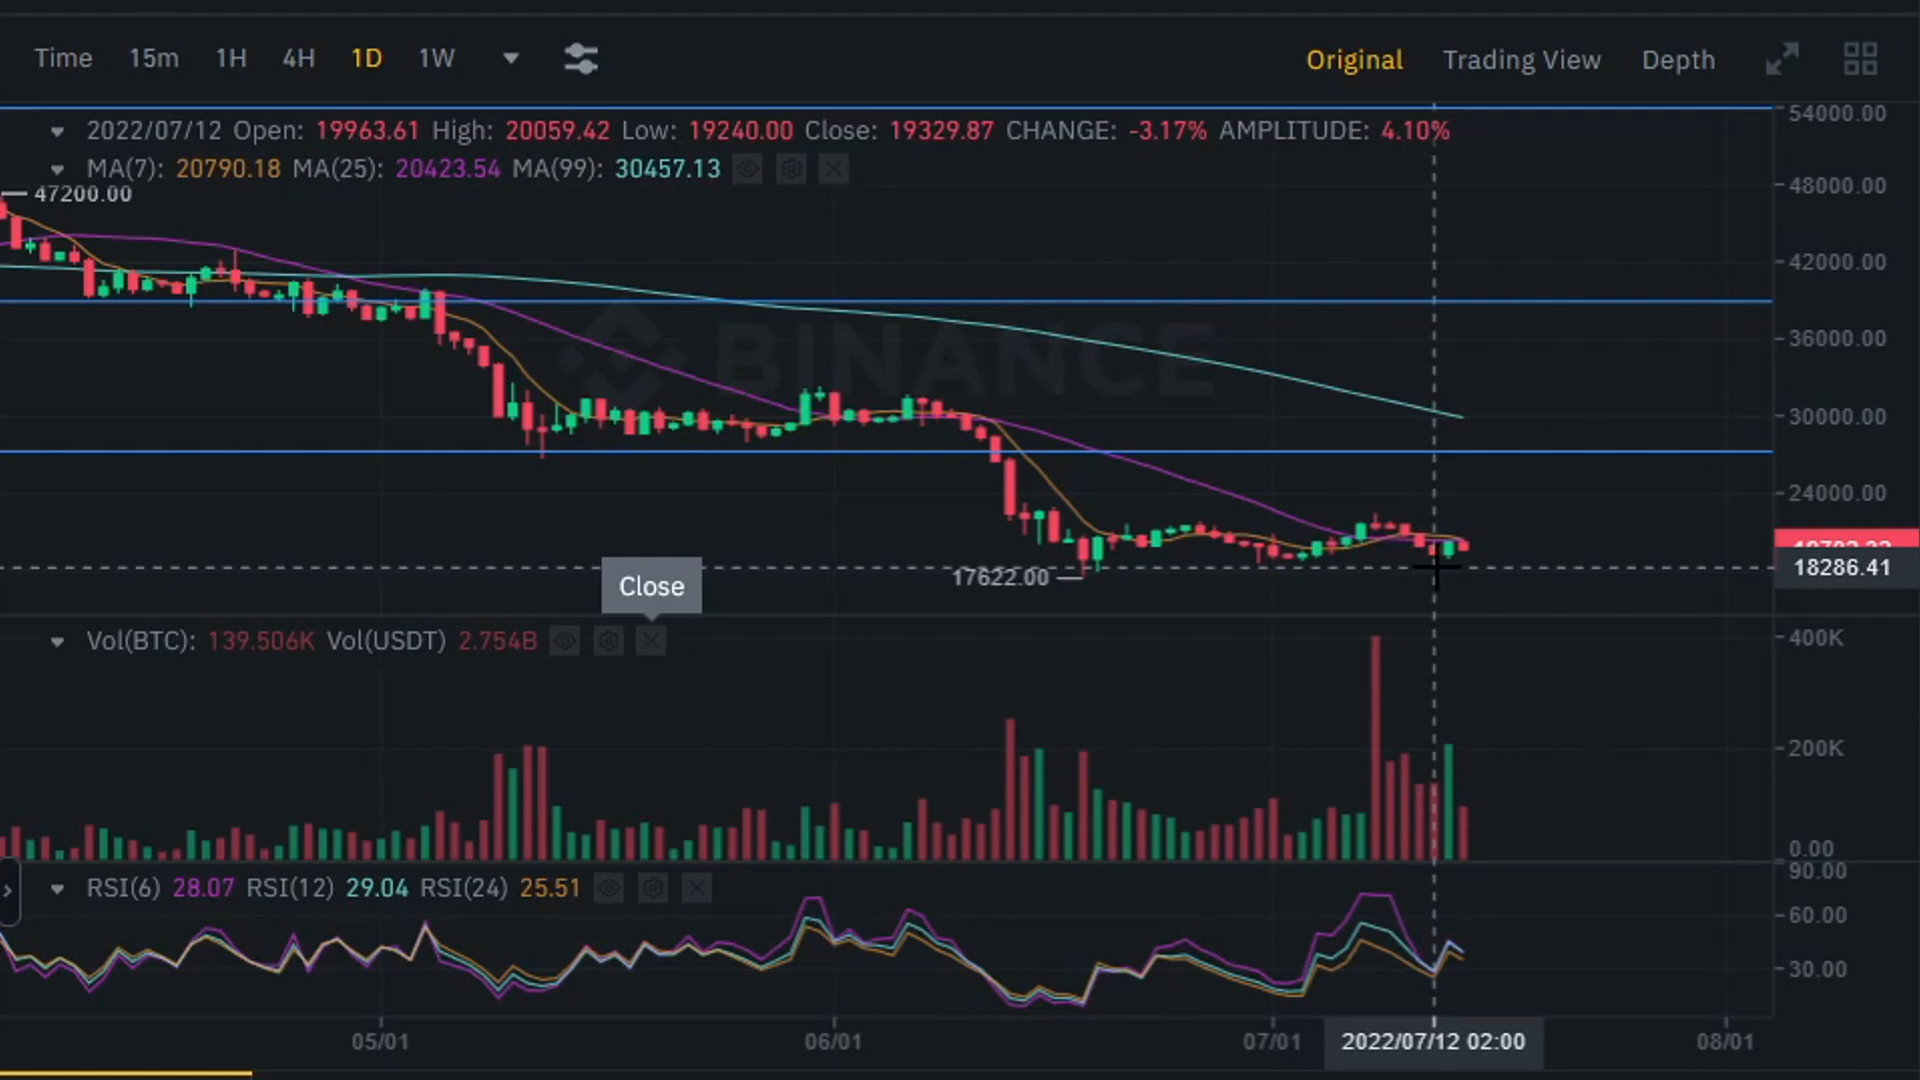 Time 15m 1H 4H 1D 1W Original Trading View Depth
54000.00
2022/07/12 Open: 19963.61 High: 20059.42 Low: 19240.00 Close: 19329.87 CHANGE: -3.17% AMPLITUDE: 4.10%
MA(7): 20790.18 MA(25): 20423.54 MA(99): 30457.13
47200.00
48000.00
42000.00
36000.00
BINANCE
30000.00
24000.00
18286.41
17622.00
Close
Vol(BTC): 139.506K Vol(USDT) 2.754B
400K
200K
0.00
90.00
RSI(6) 28.07 RSI(12) 29.04 RSI(24) 25.51
60.00
30.00
05/01 06/01 07/01 2022/07/12 02:00 08/01